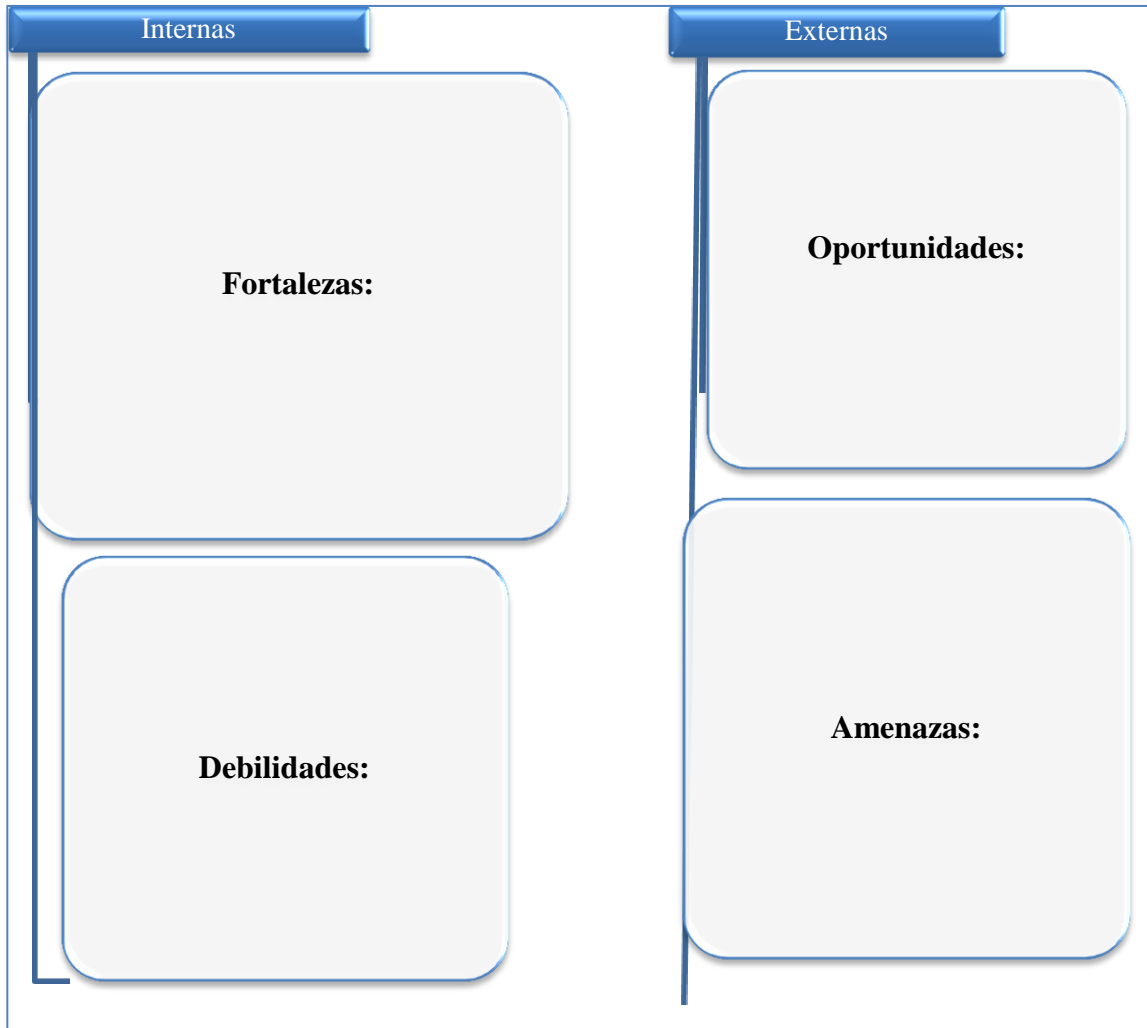 Internas
Fortalezas:
Debilidades:
Externas
Oportunidades:
Amenazas: